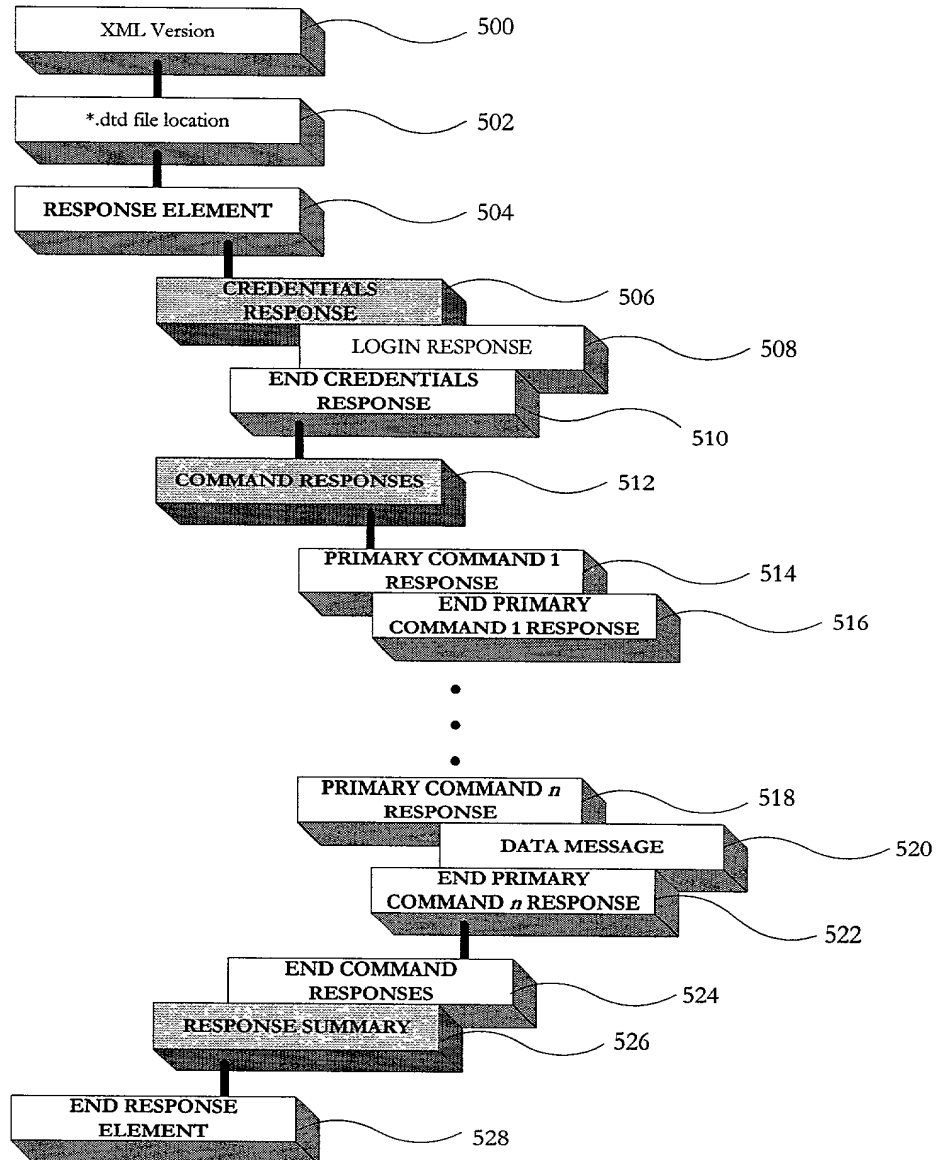 XML Version
500
*.dtd file location
502
RESPONSE ELEMENT
504
CREDENTIALS
RESPONSE
506
LOGIN RESPONSE
508
END CREDENTIALS
RESPONSE
510
COMMAND RESPONSES
512
PRIMARY COMMAND 1
RESPONSE
514
END PRIMARY
COMMAND 1 RESPONSE
516
PRIMARY COMMAND n
RESPONSE
518
DATA MESSAGE
520
END PRIMARY
COMMAND n RESPONSE
522
END COMMAND
RESPONSES
524
RESPONSE SUMMARY
526
END RESPONSE
ELEMENT
528